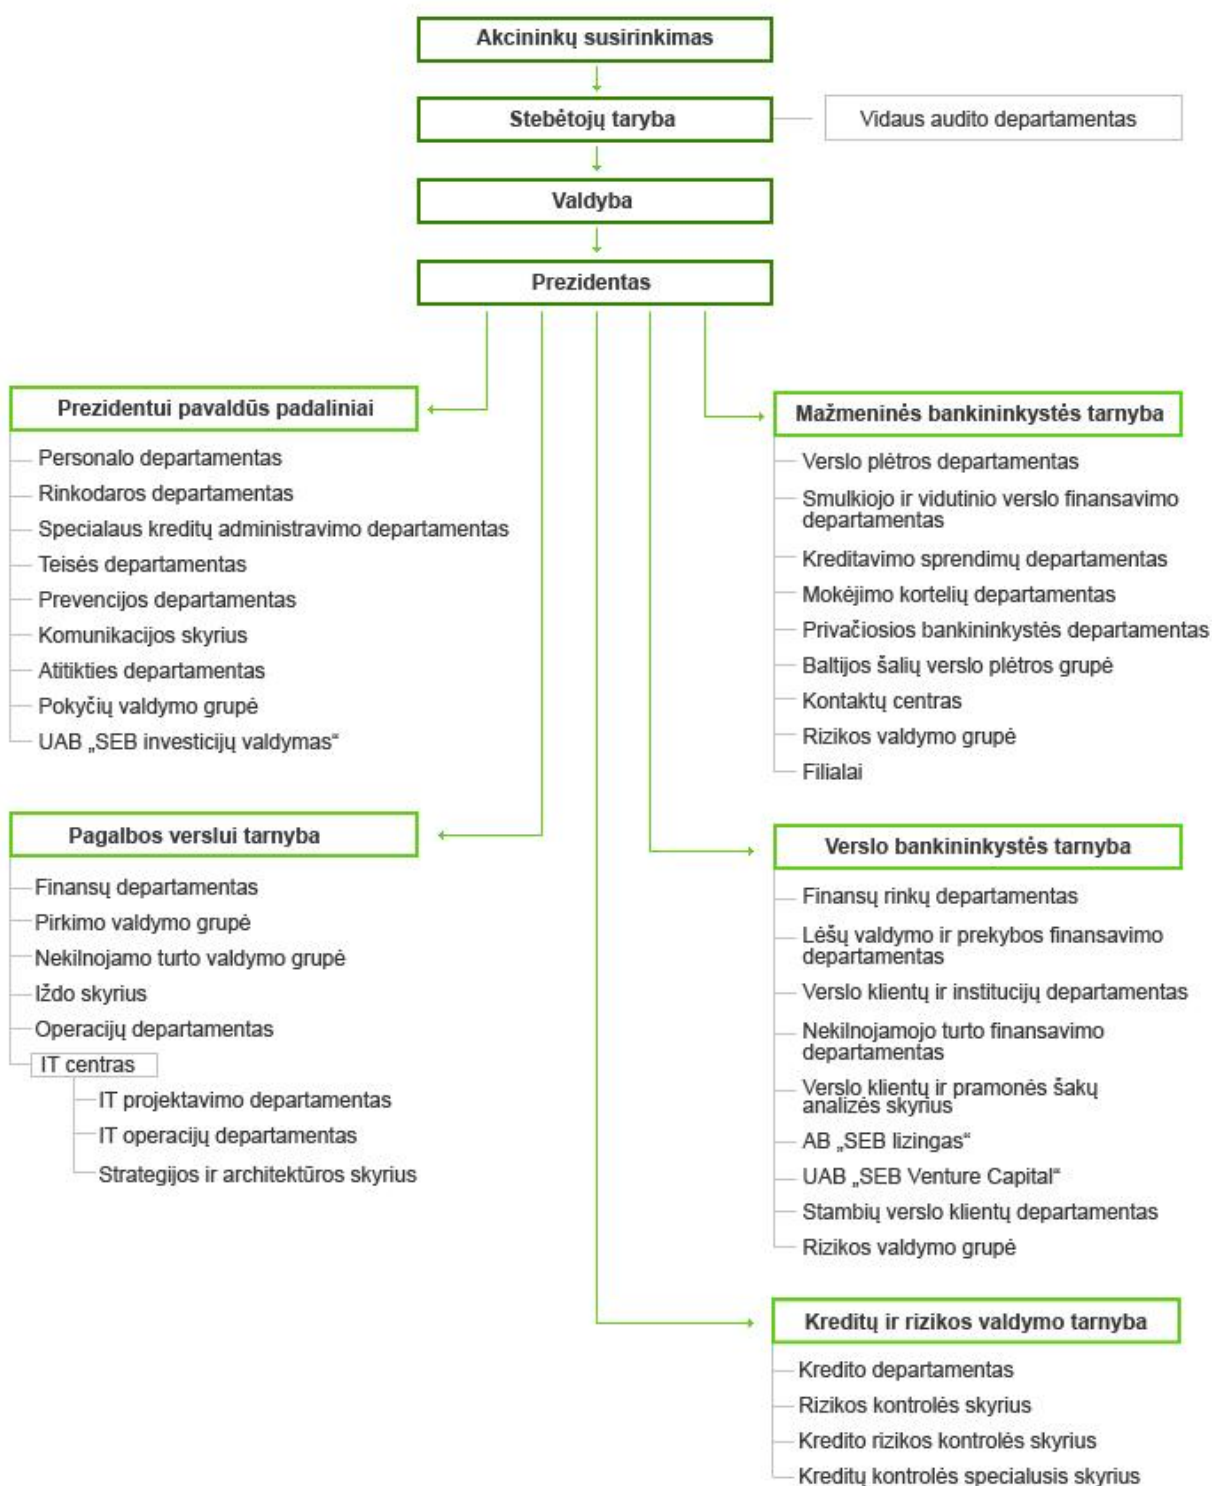 Akcininkų susirinkimas
Stebėtojų taryba
Vidaus audito departamentas
Valdyba
Prezidentas
Prezidentui pavaldūs padaliniai
Personalo departamentas
Rinkodaros departamentas
Specialaus kreditų administravimo departamentas
Teisės departamentas
Prevencijos departamentas
Komunikacijos skyrius
Atitikties departamentas
Pokyčių valdymo grupė
UAB „SEB investicijų valdymas“
Pagalbos verslui tarnyba
Finansų departamentas
Pirkimo valdymo grupė
Nekilnojamo turto valdymo grupė
Iždo skyrius
Operacijų departamentas
IT centras
IT projektavimo departamentas
IT operacijų departamentas
Strategijos ir architektūros skyrius
Mažmeninės bankininkystės tarnyba
Verslo plėtros departamentas
Smulkiojo ir vidutinio verslo finansavimo
departamentas
Kreditavimo sprendimų departamentas
Mokėjimo kortelių departamentas
Privačiosios bankininkystės departamentas
Baltijos šalių verslo plėtros grupė
Kontaktų centras
Rizikos valdymo grupė
Filialai
Verslo bankininkystės tarnyba
Finansų rinkų departamentas
Lėšų valdymo ir prekybos finansavimo
departamentas
Verslo klientų ir institucijų departamentas
Nekilnojamojo turto finansavimo
departamentas
Verslo klientų ir pramonės šakų
analizės skyrius
AB „SEB lizingas“
UAB „SEB Venture Capital“
Stambių verslo klientų departamentas
Rizikos valdymo grupė
Kreditų ir rizikos valdymo tarnyba
Kredito departamentas
Rizikos kontrolės skyrius
Kredito rizikos kontrolės skyrius
Kreditų kontrolės specialusis skyrius